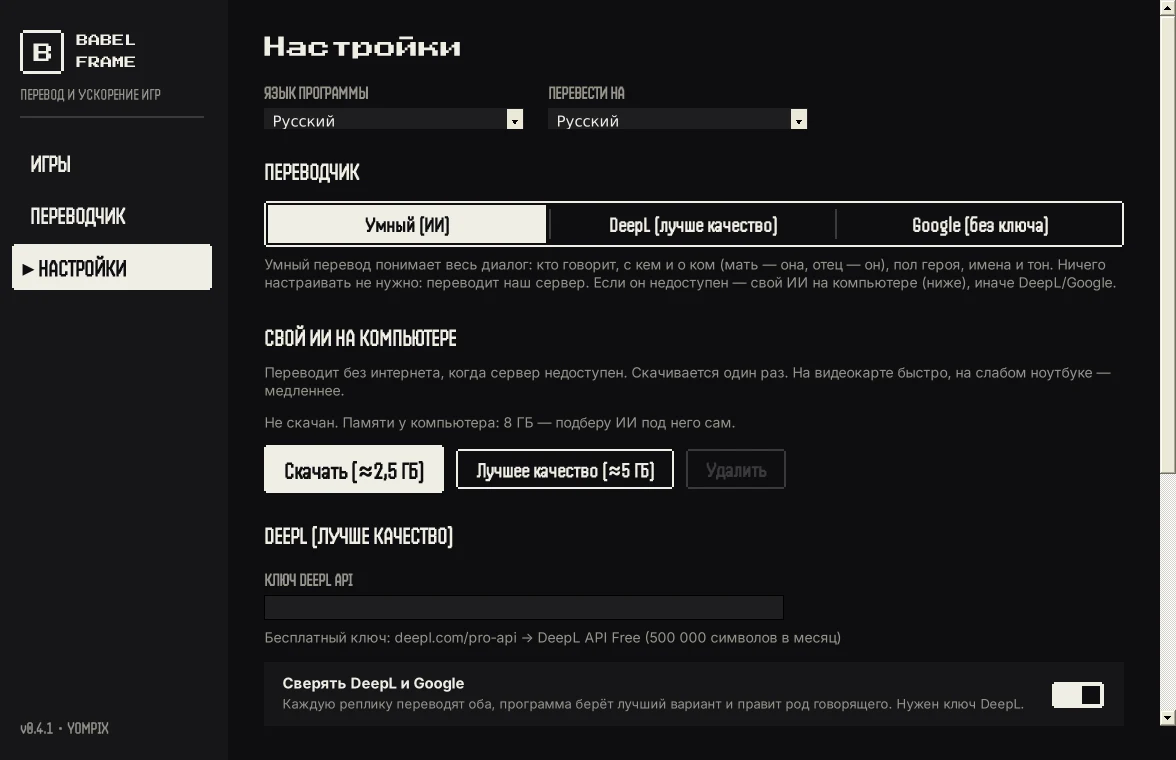 B
BABEL
FRAME
ПЕРЕВОД И УСКОРЕНИЕ ИГР
ИГРЫ
ПЕРЕВОДЧИК
► НАСТРОЙКИ
v8.4.1 · YOMPIX
Настройки
ЯЗЫК ПРОГРАММЫ
ПЕРЕВЕСТИ НА
Русский
Русский
ПЕРЕВОДЧИК
Умный (ИИ)
DeepL (лучше качество)
Google (без ключа)
Умный перевод понимает весь диалог: кто говорит, с кем и о ком (мать — она, отец — он), пол героя, имена и тон. Ничего
настраивать не нужно: переводит наш сервер. Если он недоступен — свой ИИ на компьютере (ниже), иначе DeepL/Google.
СВОЙ ИИ НА КОМПЬЮТЕРЕ
Переводит без интернета, когда сервер недоступен. Скачивается один раз. На видеокарте быстро, на слабом ноутбуке —
медленнее.
Не скачан. Памяти у компьютера: 8 ГБ — подберу ИИ под него сам.
Скачать (≈2,5 ГБ)
Лучшее качество (≈5 ГБ)
Удалить
DEEPL (ЛУЧШЕ КАЧЕСТВО)
КЛЮЧ DEEPL API
Бесплатный ключ: deepl.com/pro-api → DeepL API Free (500 000 символов в месяц)
Сверять DeepL и Google
Каждую реплику переводят оба, программа берёт лучший вариант и правит род говорящего. Нужен ключ DeepL.